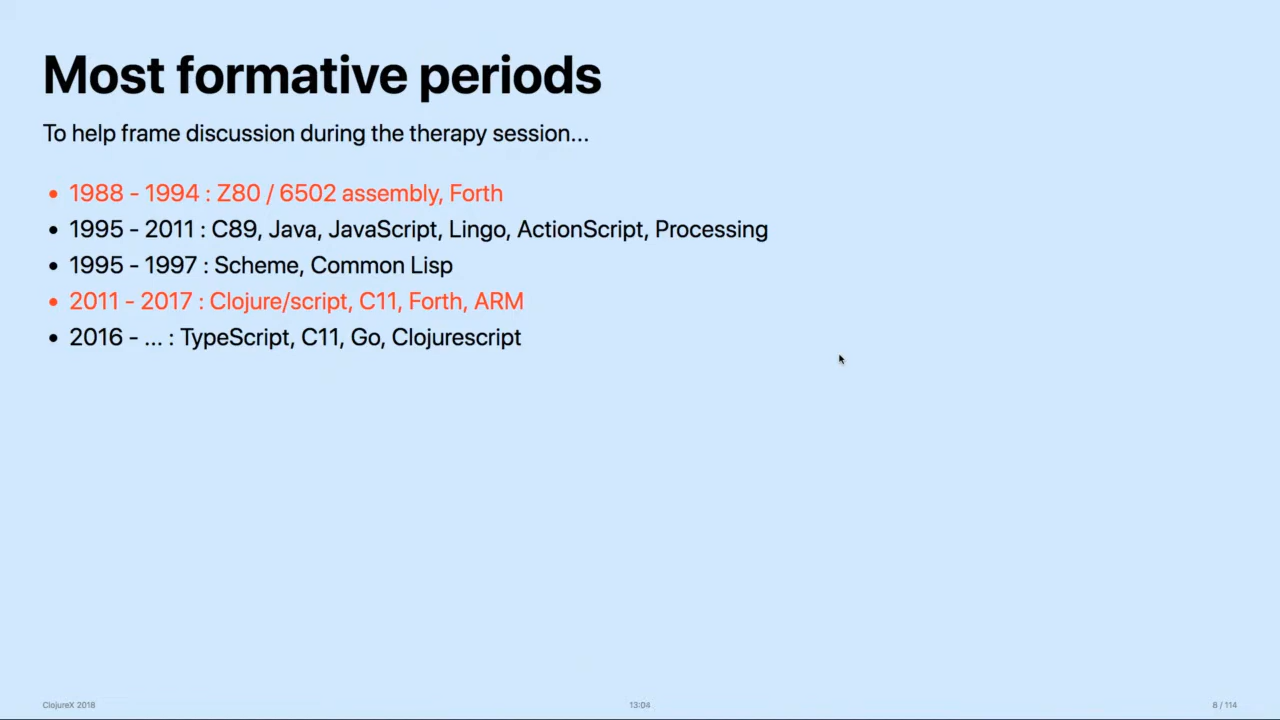 Most formative periods
To help frame discussion during the therapy session...
• 1988 - 1994 : Z80 / 6502 assembly, Forth
• 1995 - 2011 : C89, Java, JavaScript, Lingo, ActionScript, Processing
• 1995 - 1997 : Scheme, Common Lisp
• 2011 - 2017 : Clojure/script, C11, Forth, ARM
• 2016 - ... : TypeScript, C11, Go, Clojurescript
ClojureX 2018 13:04 8 / 114